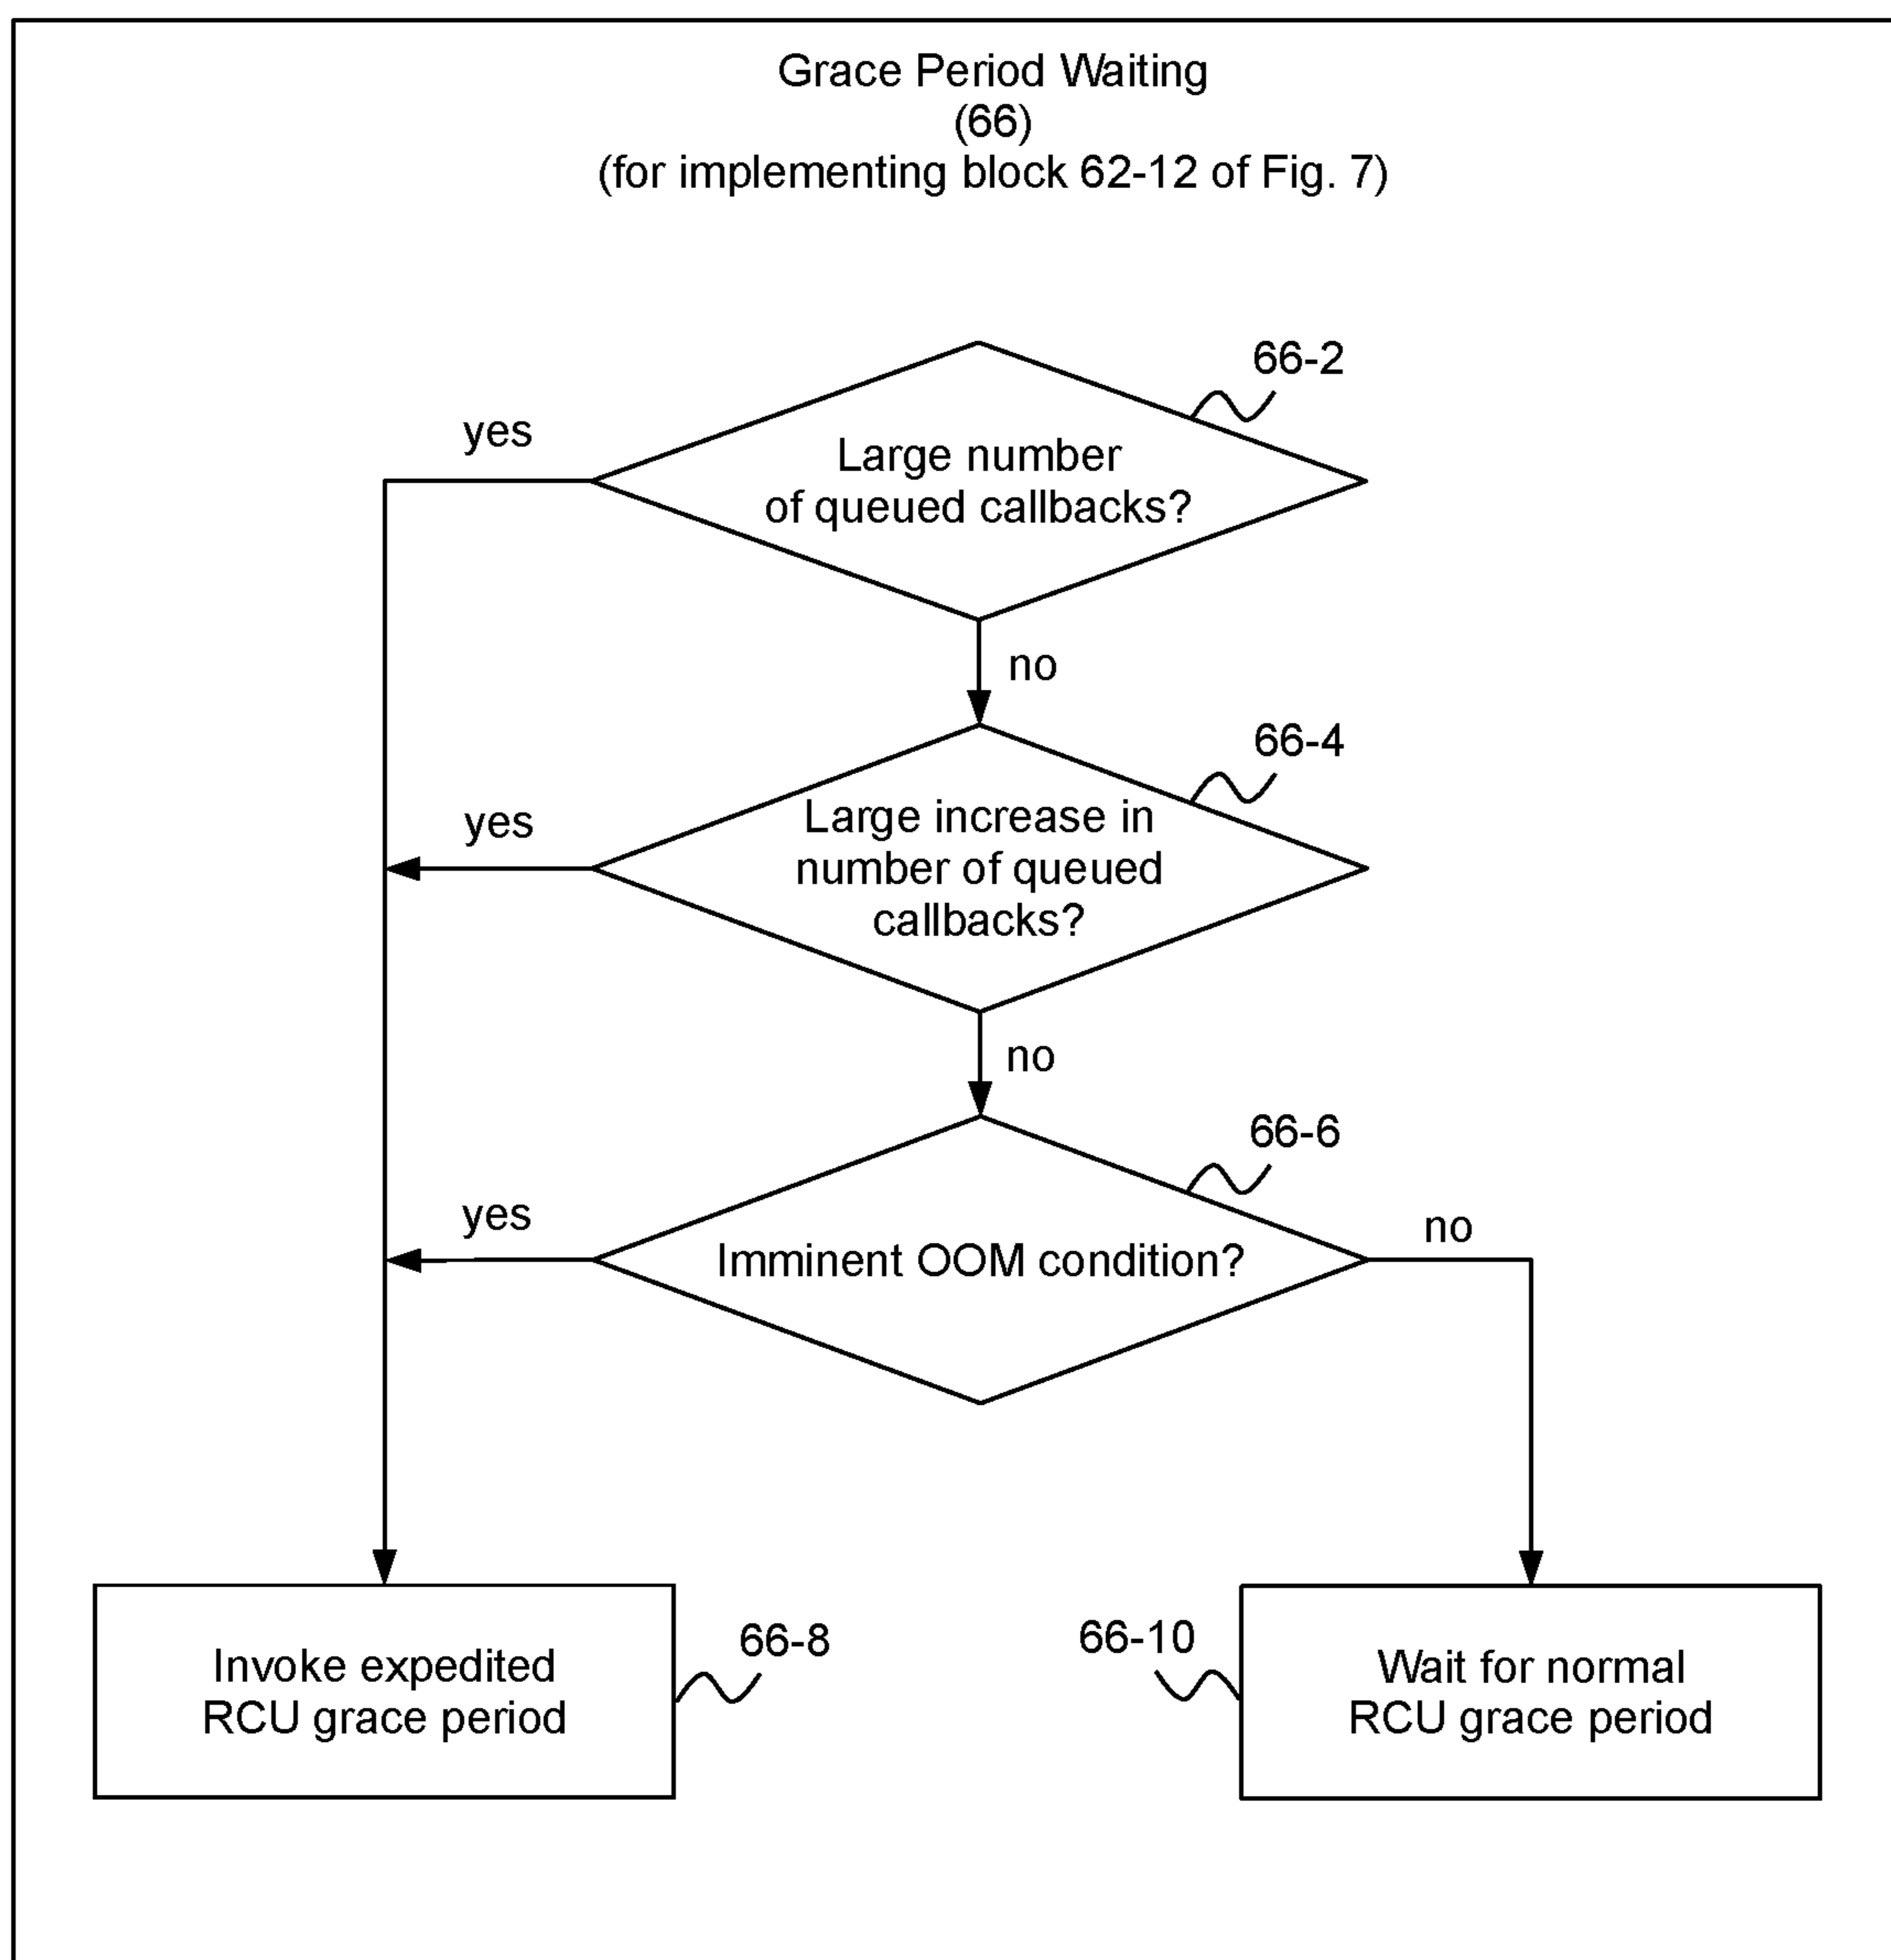 Grace Period Waiting
(66)
(for implementing block 62-12 of Fig. 7)
66-2
yes
Large number
of queued callbacks?
no
66-4
yes
Large increase in
number of queued
callbacks?
no
66-6
yes
Imminent OOM condition?
no
Invoke expedited
RCU grace period
66-8
66-10
Wait for normal
RCU grace period